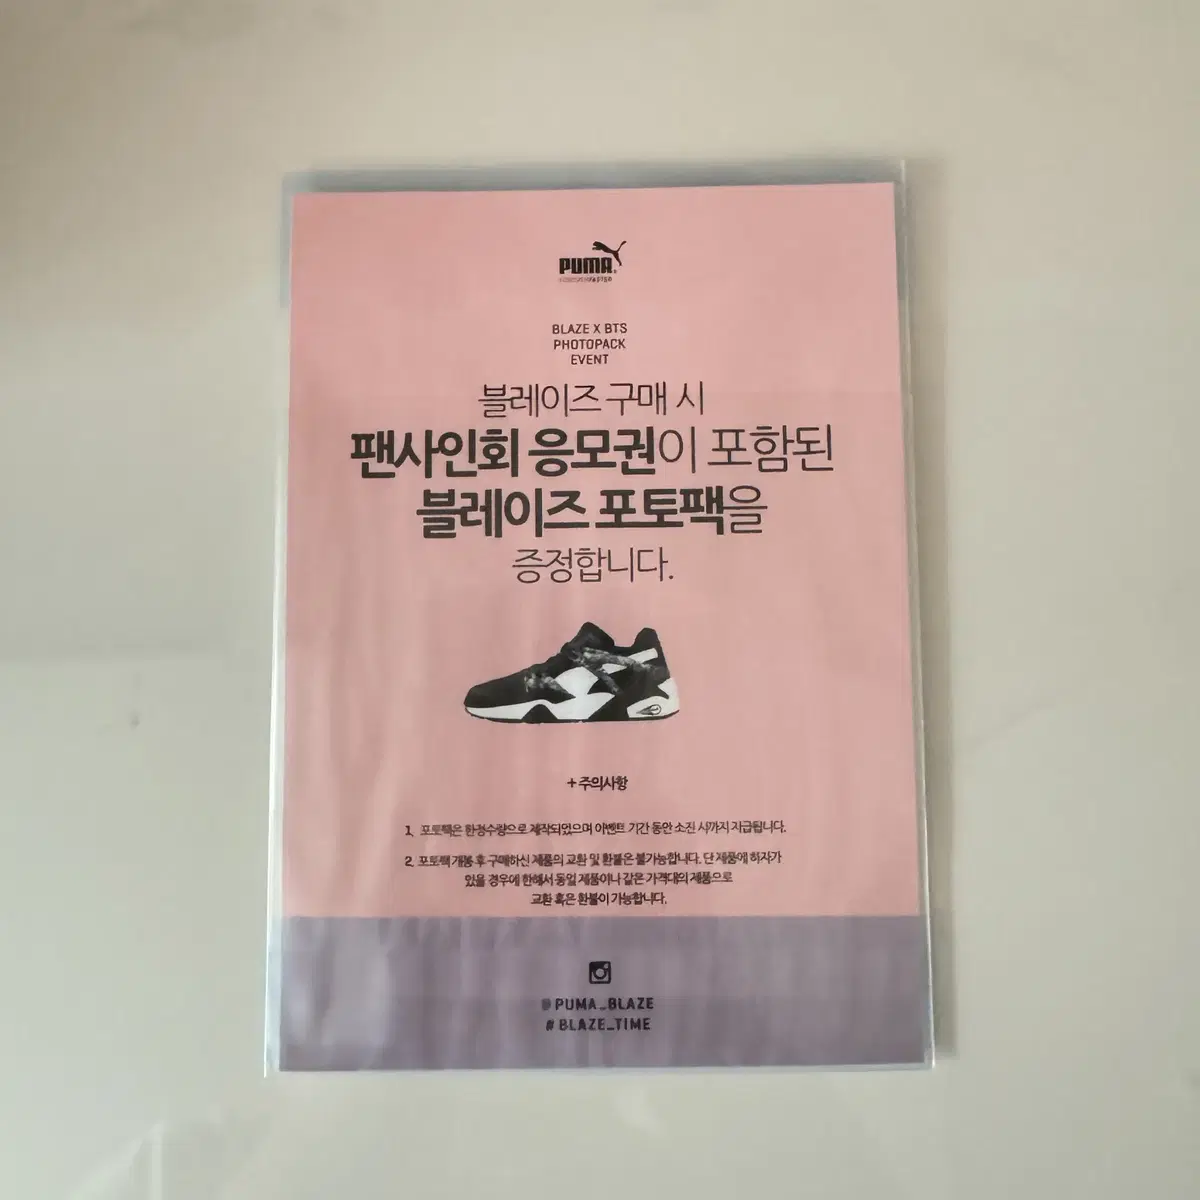 PUMA
BLAZE X BTS
PHOTOPACK
EVENT
블레이즈 구매 시
팬사인회 응모권이 포함된
블레이즈 포토팩을
증정합니다.
+ 주의사항
1. 포토팩은 한정수량으로 제작되었으며 이벤트 기간 동안 소진 시까지 지급됩니다.
2. 포토팩 개봉 후 구매하신 제품의 교환 및 환불은 불가능합니다. 단 제품에 하자가
있을 경우에 한해서 동일 제품이나 같은 가격대의 제품으로
교환 혹은 환불이 가능합니다.
# PUMA_BLAZE
# BLAZE_TIME